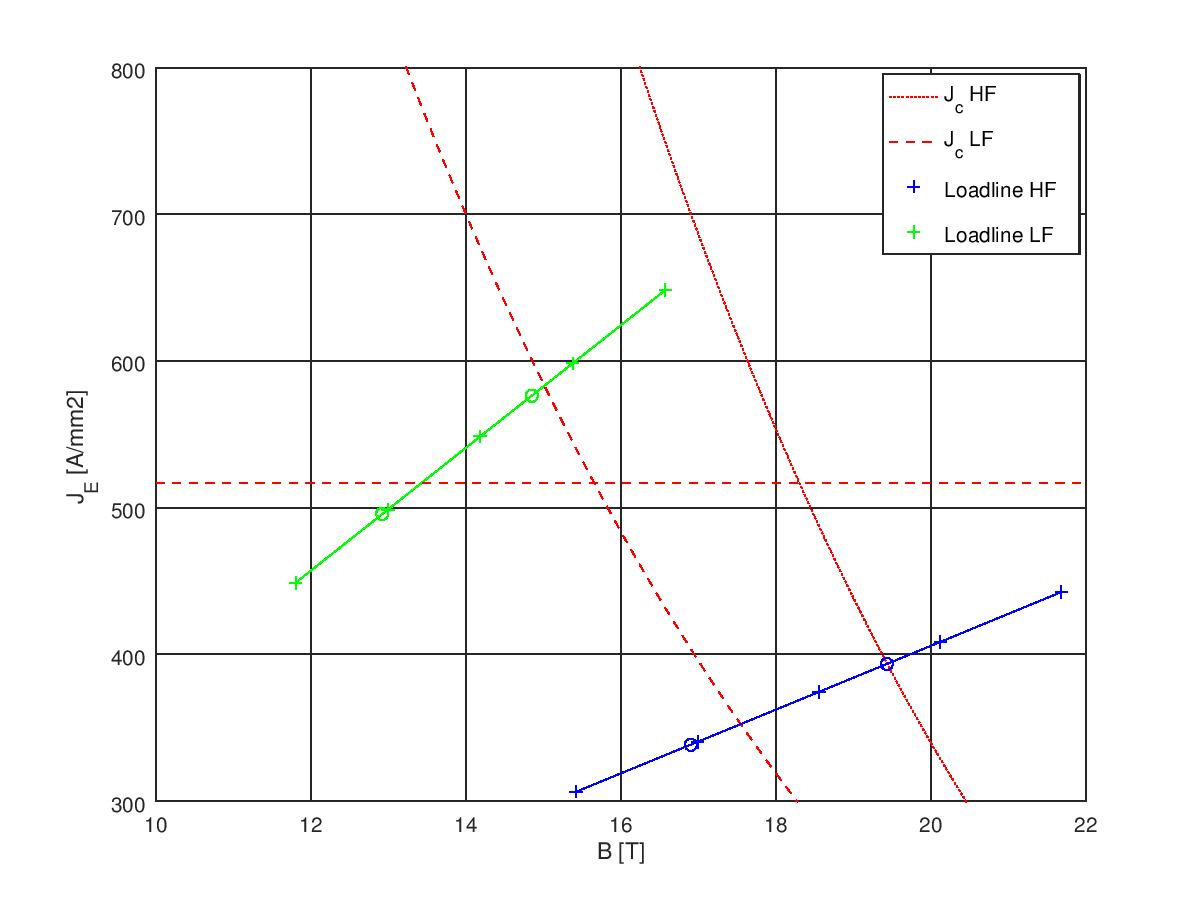 800
700
600
500
400
300
10 12 14 16 18 20 22
B [T]
J_E [A/mm2]
J_c HF
J_c LF
Loadline HF
Loadline LF